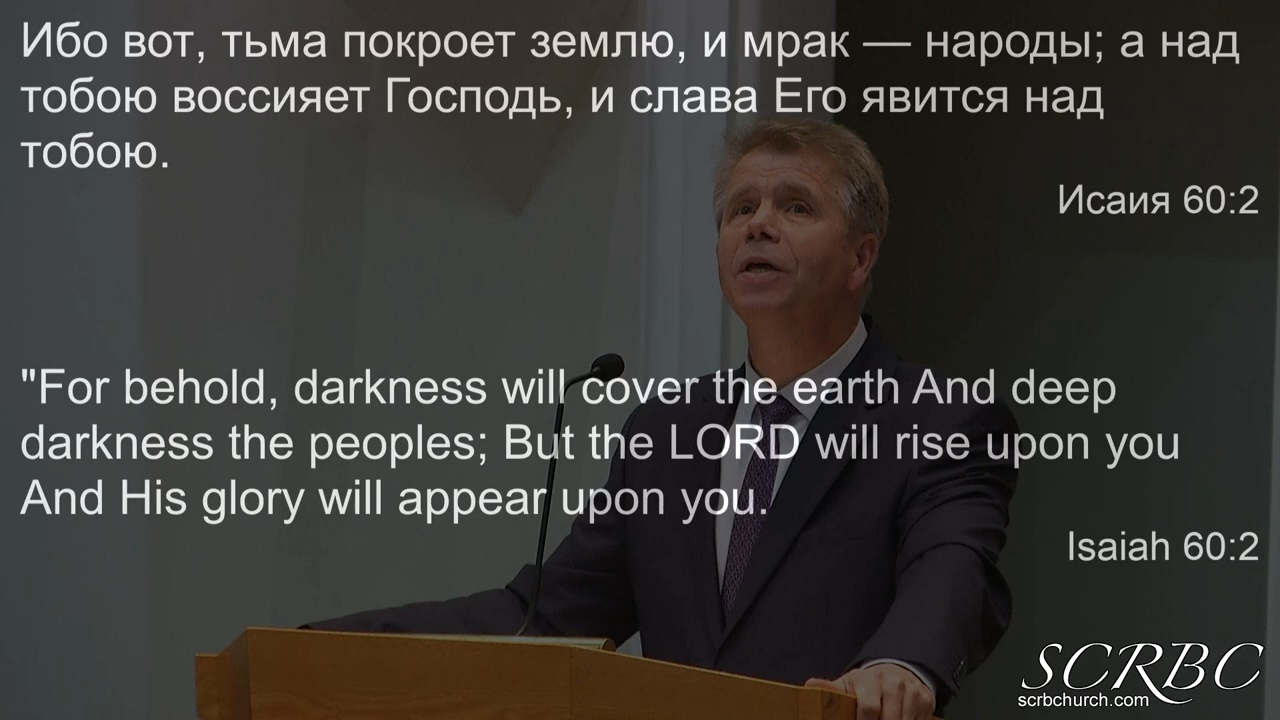 Ибо вот, тьма покроет землю, и мрак — народы; а над
тобою воссияет Господь, и слава Его явится над
тобою.
Исаия 60:2
"For behold, darkness will cover the earth And deep
darkness the peoples; But the LORD will rise upon you
And His glory will appear upon you.
Isaiah 60:2
SCRBC
scrbchurch.com